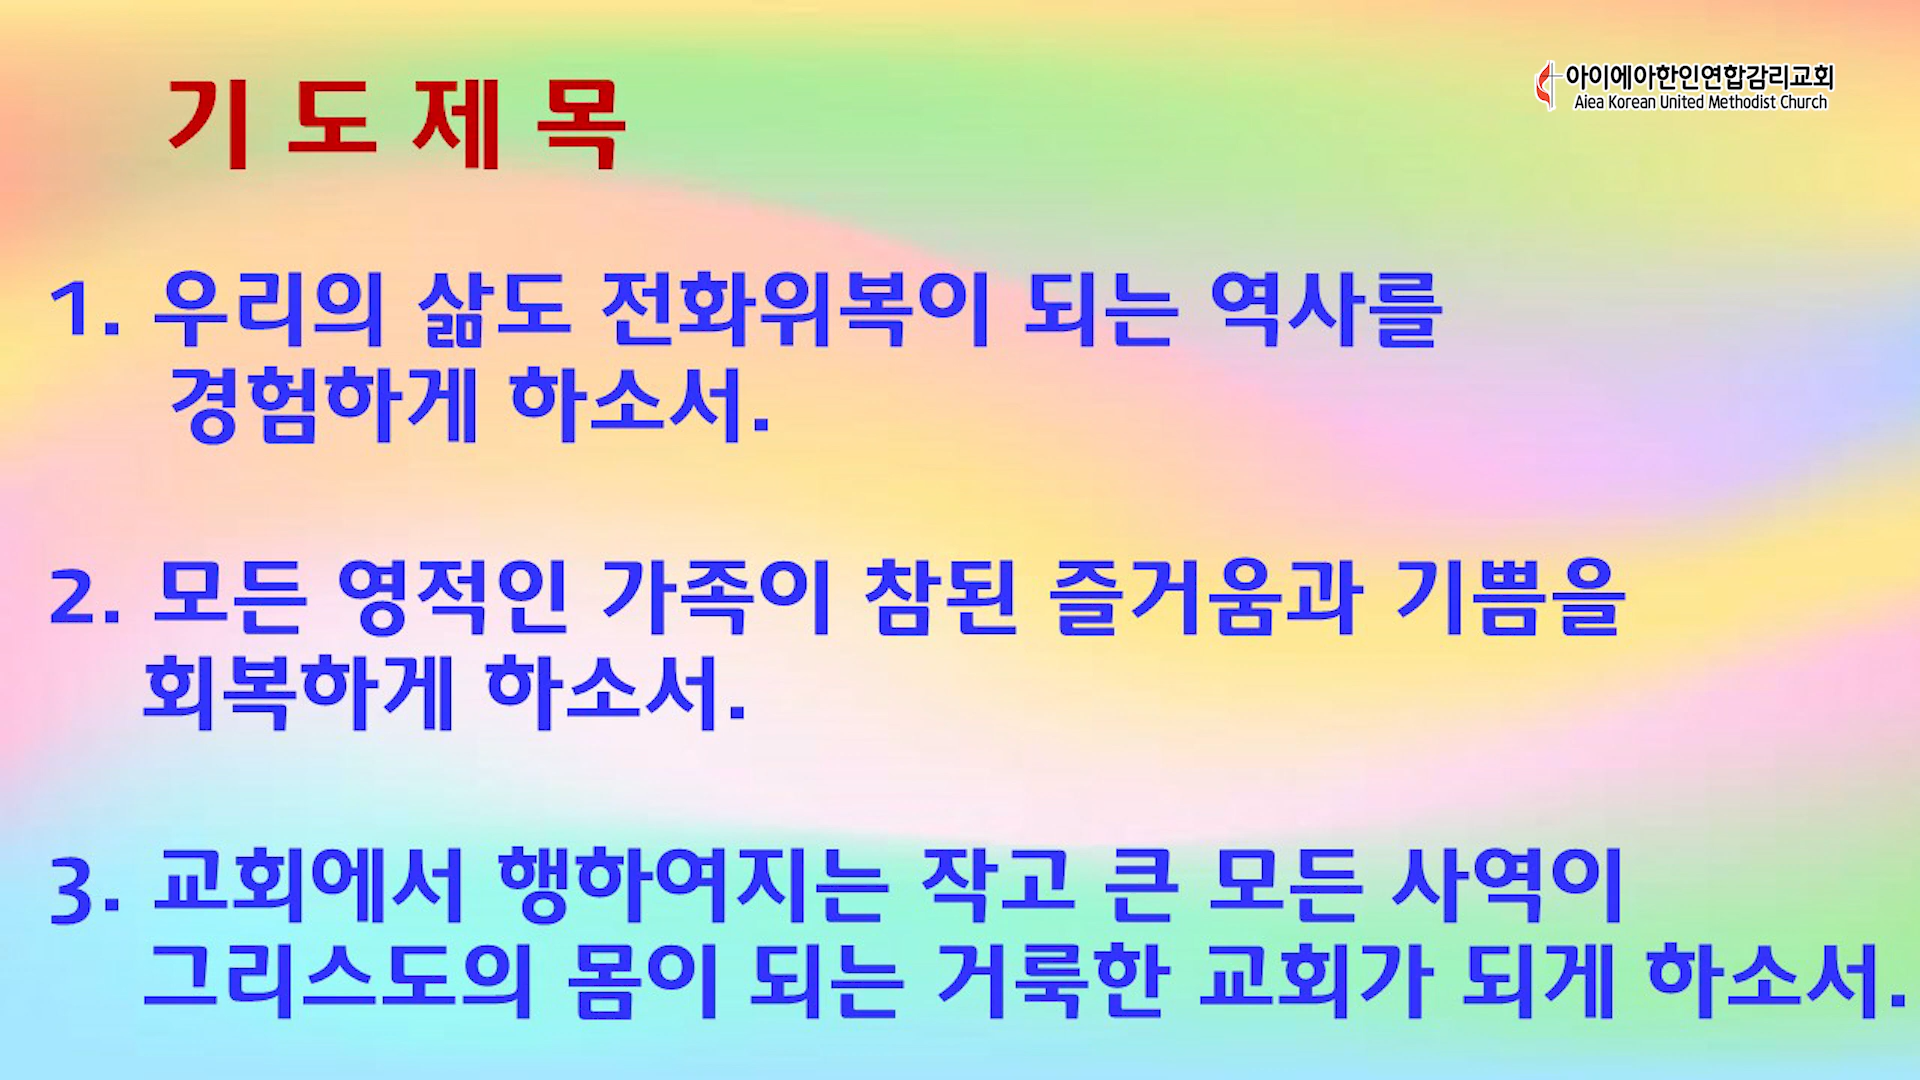 기 도 제 목
아이에아한인연합감리교회
Aiea Korean United Methodist Church
1. 우리의 삶도 전화위복이 되는 역사를
경험하게 하소서.
2. 모든 영적인 가족이 참된 즐거움과 기쁨을
회복하게 하소서.
3. 교회에서 행하여지는 작고 큰 모든 사역이
그리스도의 몸이 되는 거룩한 교회가 되게 하소서.